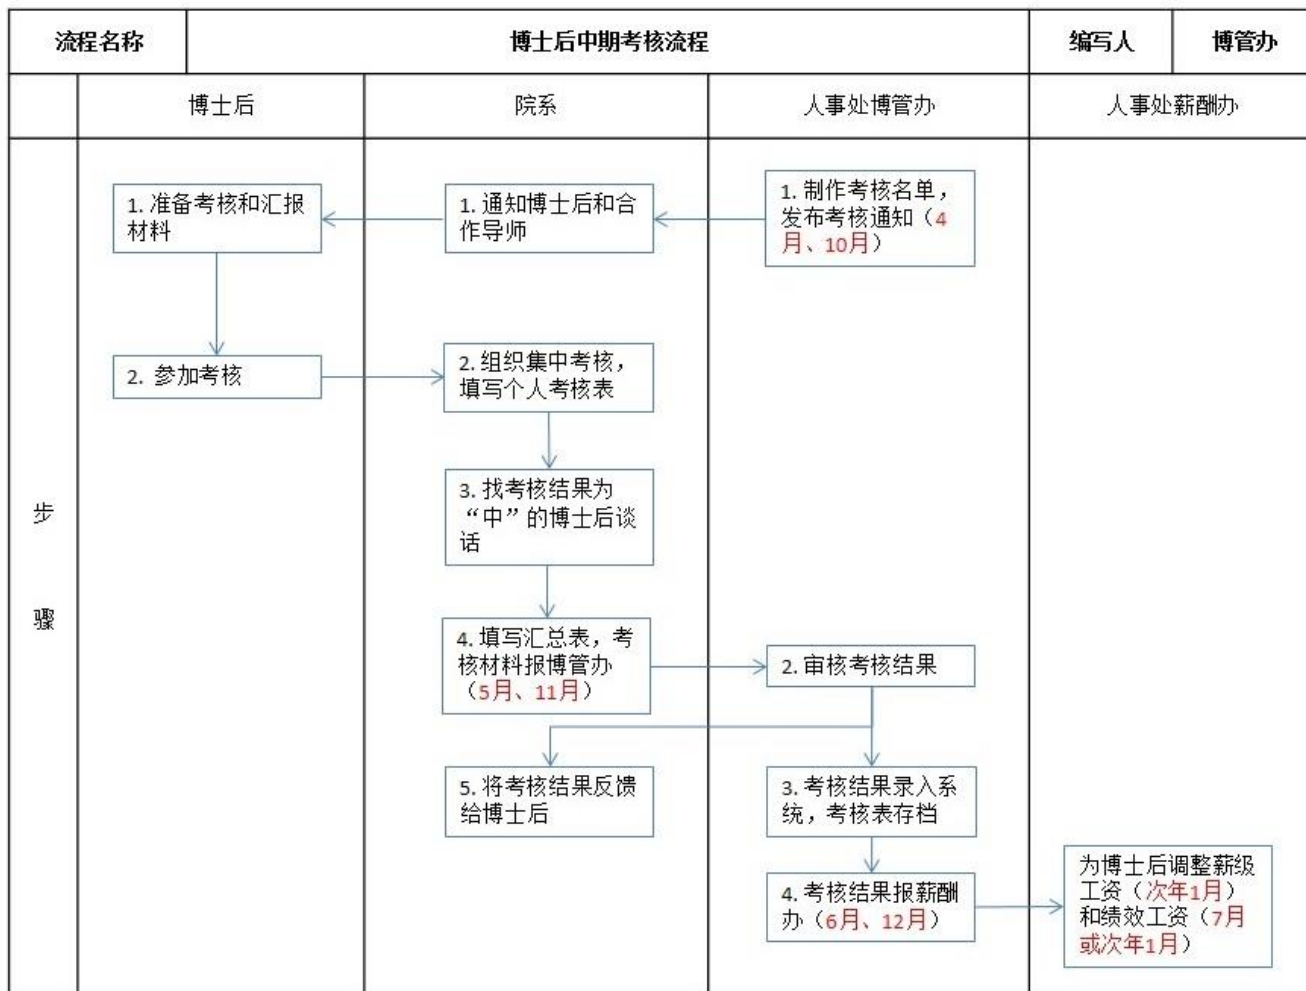 流程名称
博士后中期考核流程
编写人
博管办
博士后
院系
人事处博管办
人事处薪酬办
步
骤
1. 制作考核名单，
发布考核通知（4
月、10月）
1. 通知博士后和合
作导师
1. 准备考核和汇报
材料
2. 参加考核
2. 组织集中考核，
填写个人考核表
3. 找考核结果为
“中”的博士后谈
话
4. 填写汇总表，考
核材料报博管办
（5月、11月）
2. 审核考核结果
5. 将考核结果反馈
给博士后
3. 考核结果录入系
统，考核表存档
4. 考核结果报薪酬
办（6月、12月）
为博士后调整薪级
工资（次年1月）
和绩效工资（7月
或次年1月）